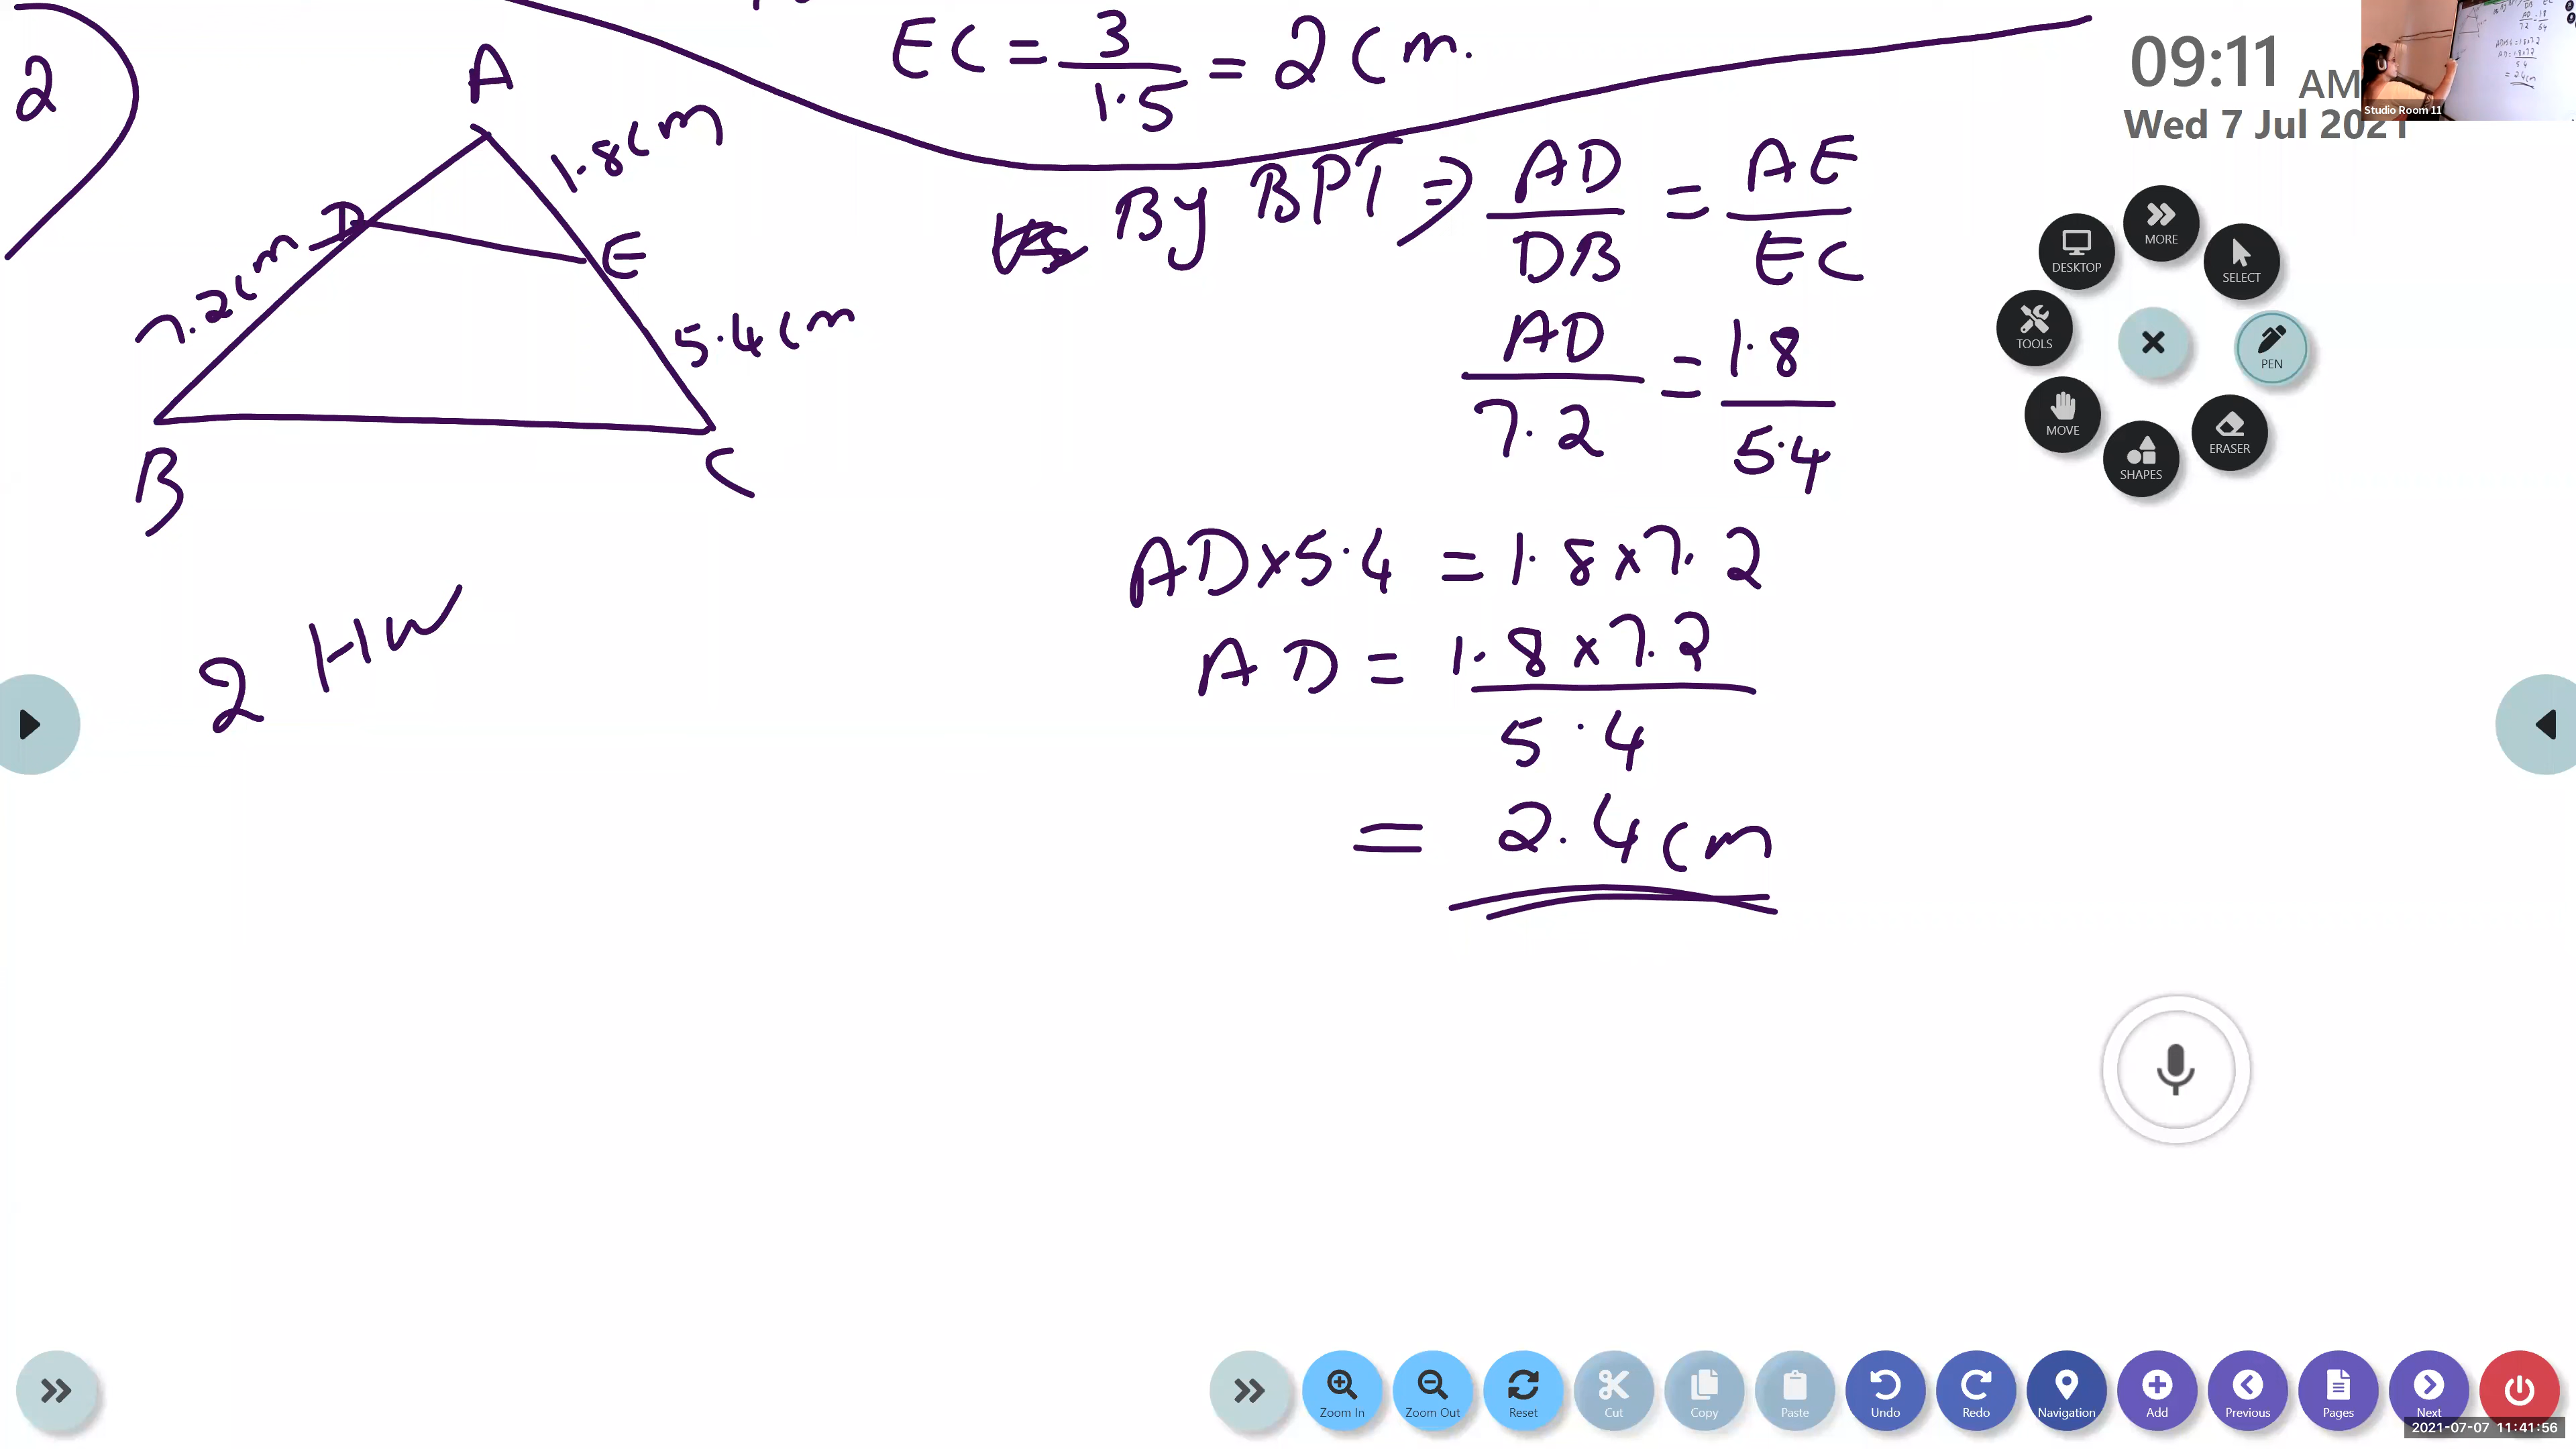 2
EC = 3/1.5 = 2 cm.
A
1.8 cm
D
7.2 cm
E
5.4 cm
B
C
By BPT ⇒ AD/DB = AE/EC
AD/7.2 = 1.8/5.4
AD×5.4 = 1.8×7.2
AD = 1.8×7.2/5.4
= 2.4 cm
2 HW
09:11 AM
Wed 7 Jul 2021
Studio Room 11
MORE
DESKTOP
SELECT
TOOLS
PEN
MOVE
ERASER
SHAPES
Zoom In
Zoom Out
Reset
Cut
Copy
Paste
Undo
Redo
Navigation
Add
Previous
Pages
Next
2021-07-07 11:41:56